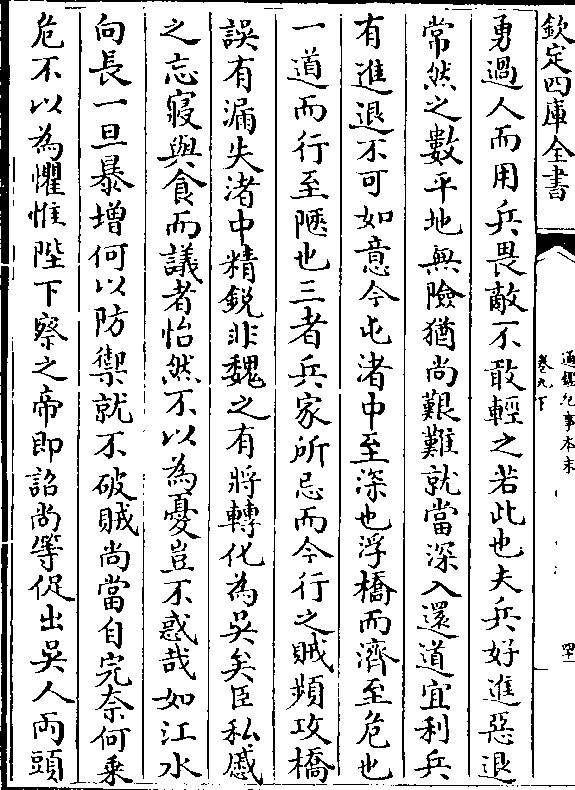 欽定四庫全書
通鑑紀事本末
卷九下
勇過人而用兵畏敵不敢輕之若此也夫兵好進惡退
常然之數平地無險猶尚艱難就當深入還道宜利兵
有進退不可如意今屯渚中至深也浮橋而濟至危也
一道而行至陿也三者兵家所忌而今行之賊頻攻橋
誤有漏失渚中精銳非魏之有將轉化為吳矣臣私慼
之忘寢與食而議者怡然不以為憂豈不惑哉如江水
向長一旦暴增何以防禦就不破賊尚當自完奈何乘
危不以為懼惟陛下察之帝即詔尚等促出吳人兩頭